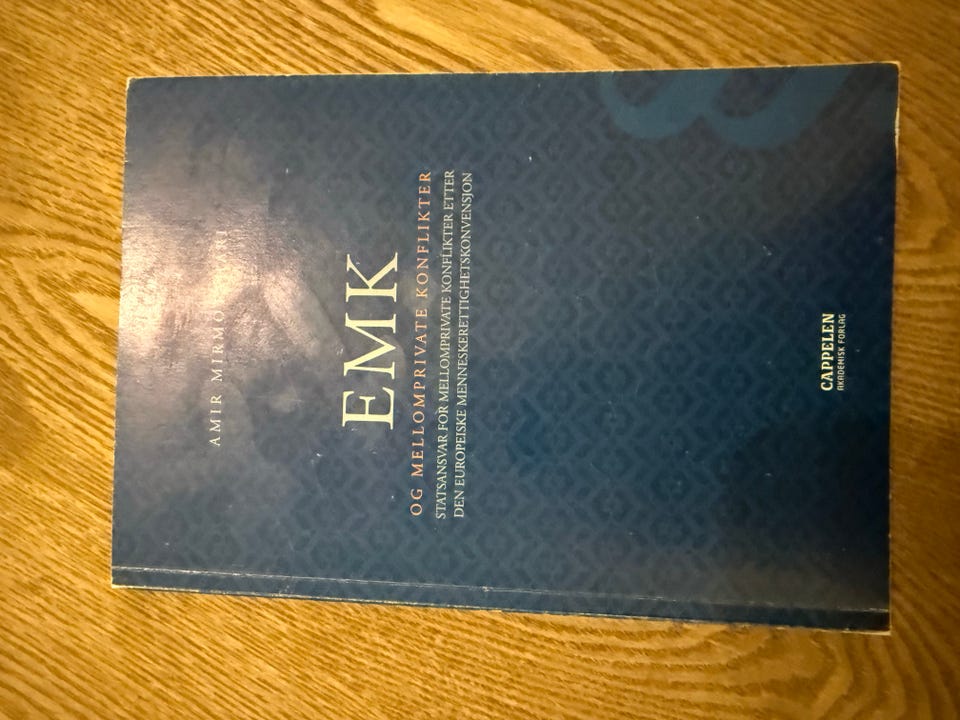 AMIR
EMK
OG MELLOMPRIVATE KONFLIKTER
STATSANSVAR FOR MELLOMPRIVATE KONFLIKTER ETTER
DEN EUROPEISKE MENNESKERETTIGHETSKONVENSJON
CAPPELEN
AKADEMISK FORLAG